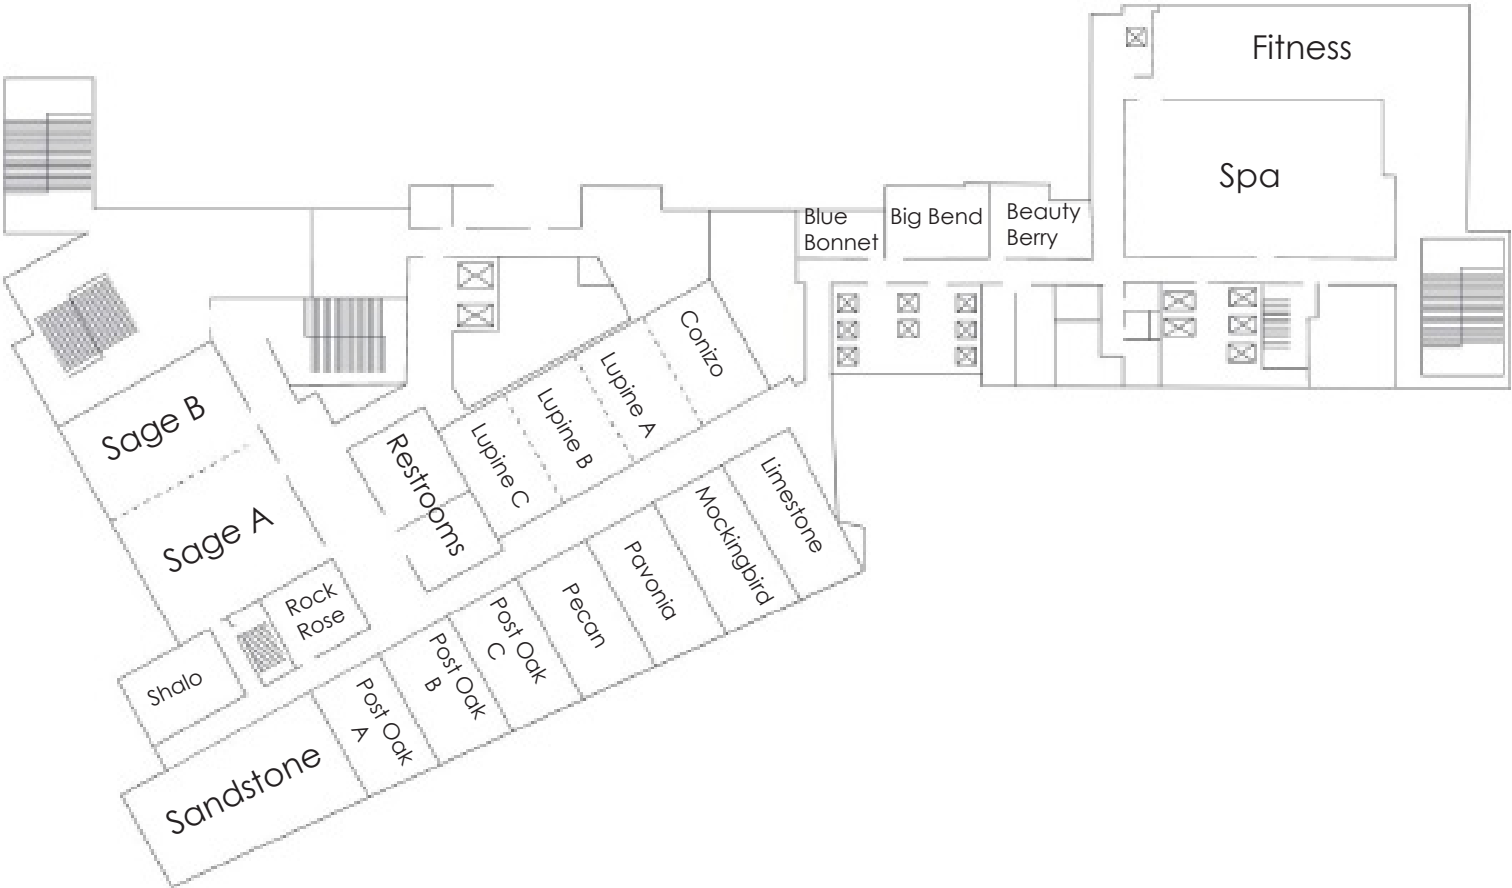 Fitness
Spa
Blue
Bonnet
Big Bend
Beauty
Berry
Conizo
Lupine A
Lupine B
Lupine C
Restrooms
Sage B
Sage A
Rock
Rose
Shalo
Limestone
Mockingbird
Pavonia
Pecan
Post Oak
C
Post Oak
B
Post Oak
A
Sandstone